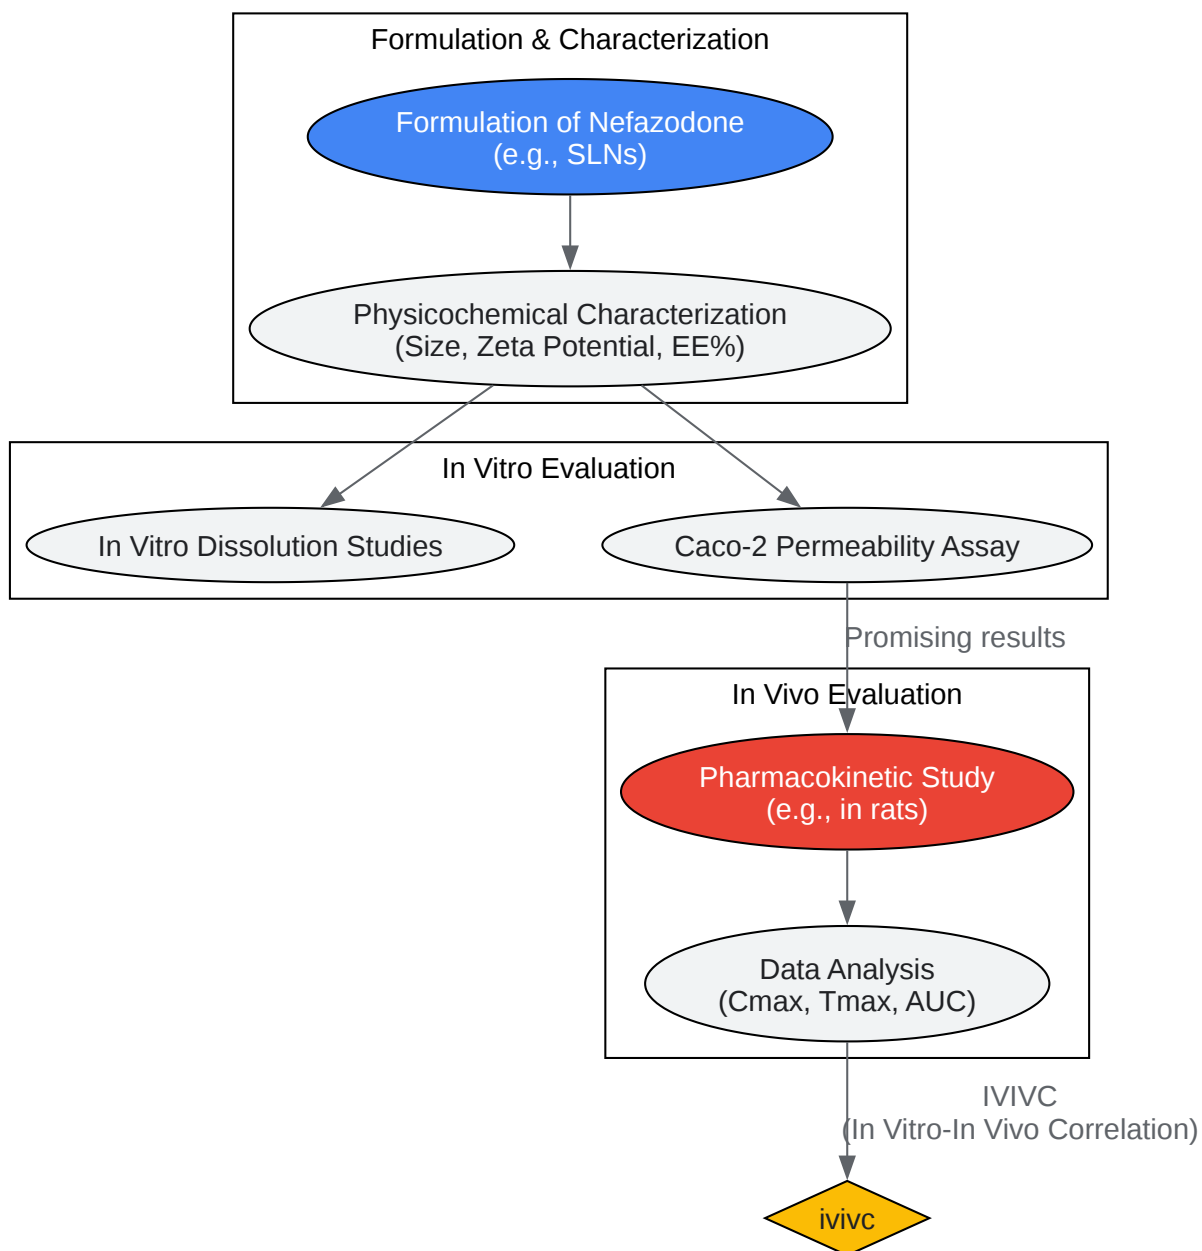 Formulation & Characterization
Formulation of Nefazodone
(e.g., SLNs)
Physicochemical Characterization
(Size, Zeta Potential, EE%)
In Vitro Evaluation
In Vitro Dissolution Studies
Caco-2 Permeability Assay
Promising results
In Vivo Evaluation
Pharmacokinetic Study
(e.g., in rats)
Data Analysis
(Cmax, Tmax, AUC)
IVIVC
(In Vitro-In Vivo Correlation)
ivivc